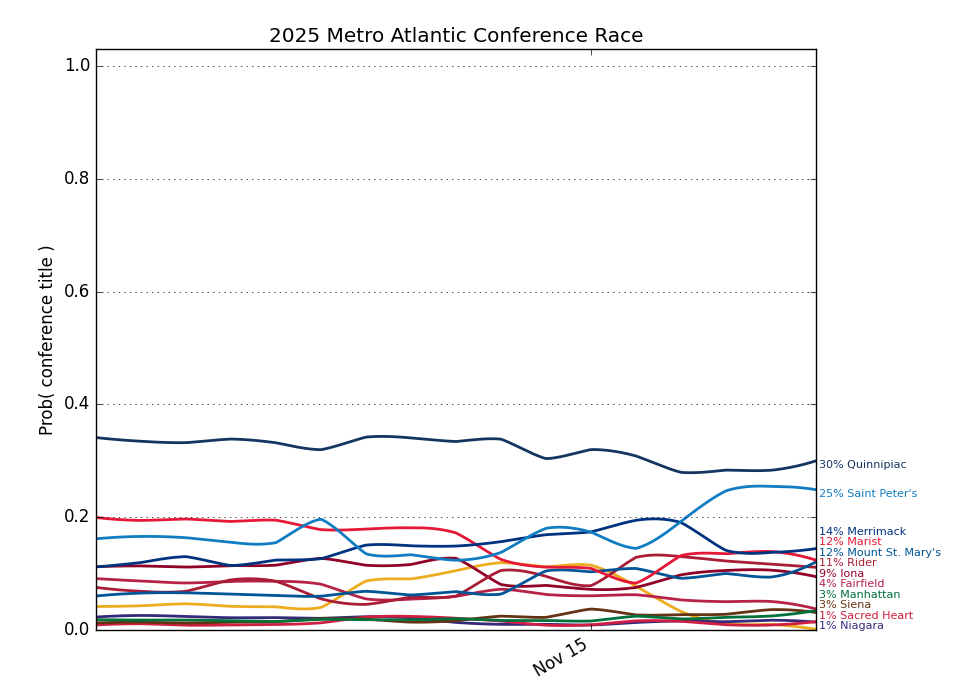 2025 Metro Atlantic Conference Race
1.0
0.8
0.6
0.4
0.2
0.0
Prob( conference title )
Nov 15
30% Quinnipiac
25% Saint Peter's
14% Merrimack
12% Marist
12% Mount St. Mary's
11% Rider
9% Iona
4% Fairfield
3% Manhattan
3% Siena
1% Sacred Heart
1% Niagara